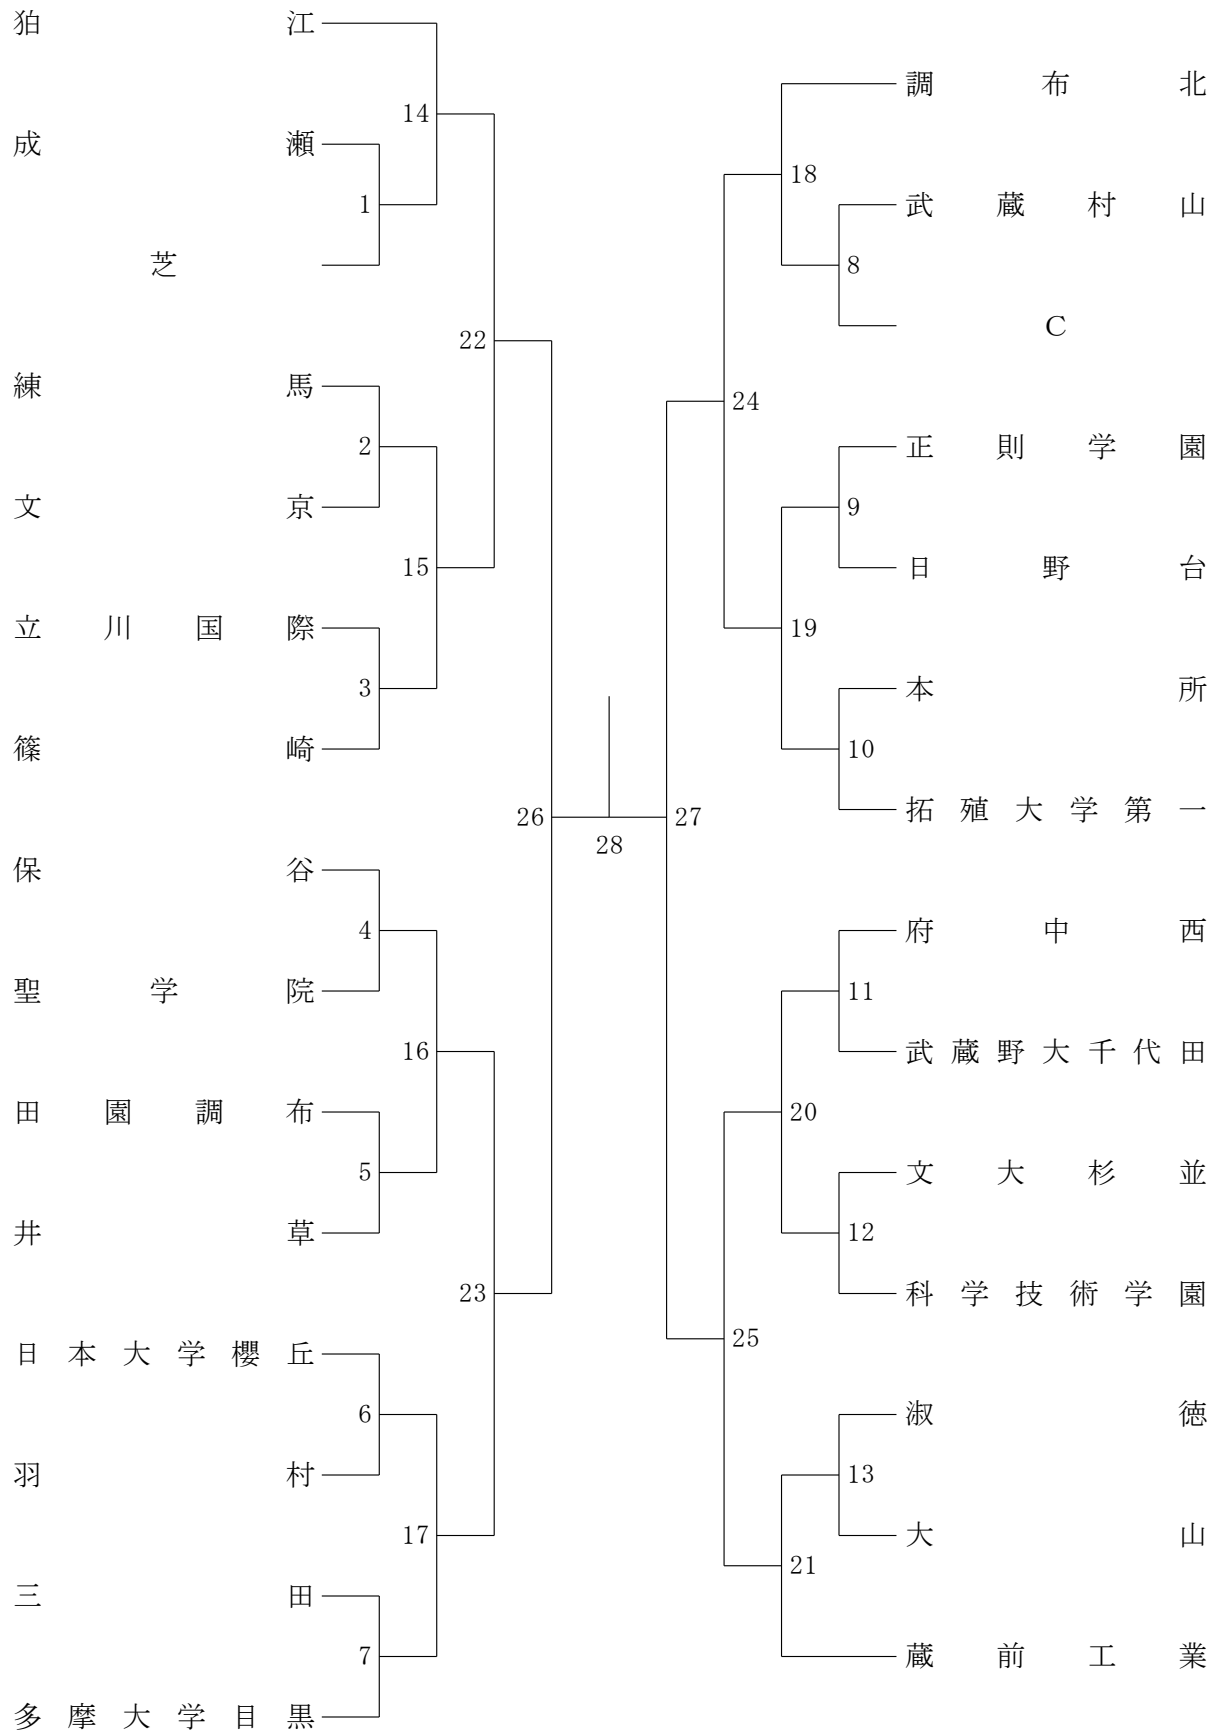 狛江
14
成瀬
1
芝
22
練馬
2
文京
15
立川国際
3
篠崎
26
保谷
4
聖学院
16
田園調布
5
井草
23
日本大学櫻丘
6
羽村
17
三田
7
多摩大学目黒
28
調布北
18
武蔵村山
8
C
24
正則学園
9
日野台
19
本所
10
拓殖大学第一
27
府中西
11
武蔵野大千代田
20
文大杉並
12
科学技術学園
25
淑徳
13
大山
21
蔵前工業